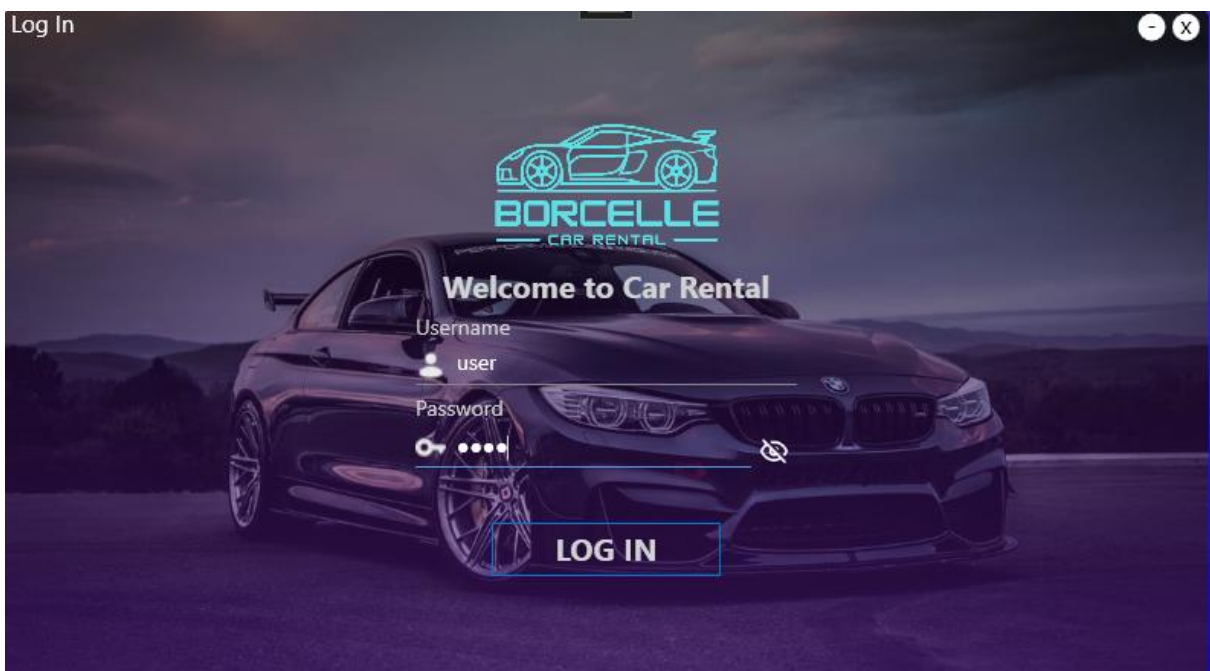 Log In
- X
BORCELLE
CAR RENTAL
Welcome to Car Rental
Username
user
Password
••••
LOG IN